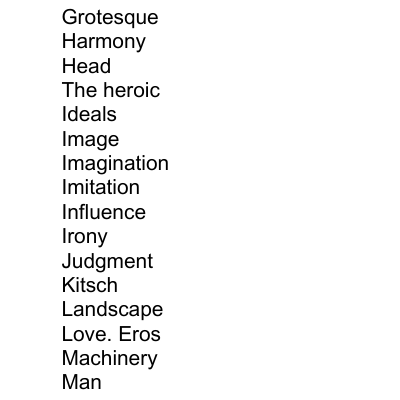 Grotesque
Harmony
Head
The heroic
Ideals
Image
Imagination
Imitation
Influence
Irony
Judgment
Kitsch
Landscape
Love. Eros
Machinery
Man